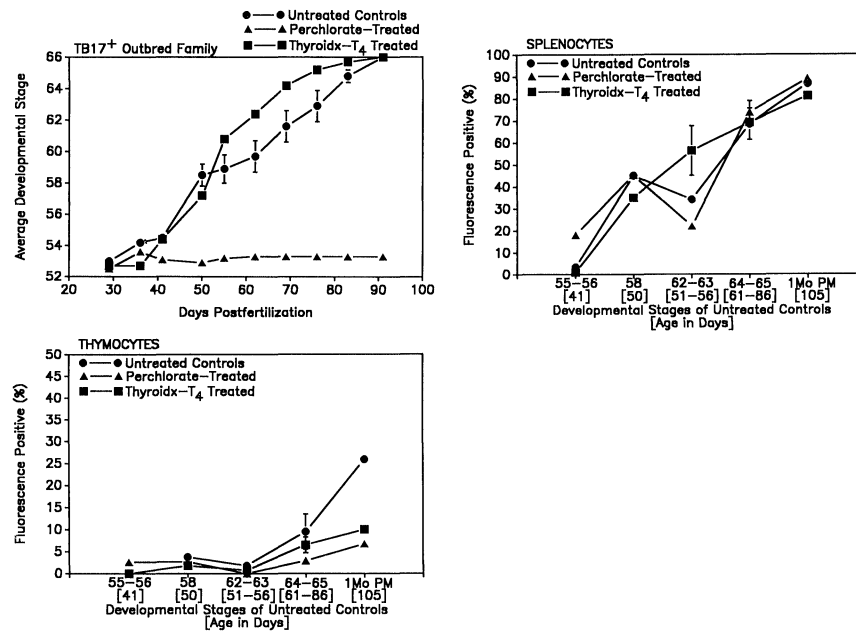 Untreated Controls
Perchlorate-Treated
TB17+ Outbred Family
Thyroidx-T4 Treated
66
64
62
60
58
56
54
52
Average Developmental Stage
20 30 40 50 60 70 80 90 100
Days Postfertilization
SPLENOCYTES
Untreated Controls
Perchlorate-Treated
Thyroidx-T4 Treated
100
90
80
70
60
50
40
30
20
10
0
Fluorescence Positive (%)
55-56 58 62-63 64-65 1Mo PM
[41] [50] [51-56] [61-86] [105]
Developmental Stages of Untreated Controls
[Age in Days]
THYMOCYTES
Untreated Controls
Perchlorate-Treated
Thyroidx-T4 Treated
50
45
40
35
30
25
20
15
10
5
0
Fluorescence Positive (%)
55-56 58 62-63 64-65 1Mo PM
[41] [50] [51-56] [61-86] [105]
Developmental Stages of Untreated Controls
[Age in Days]